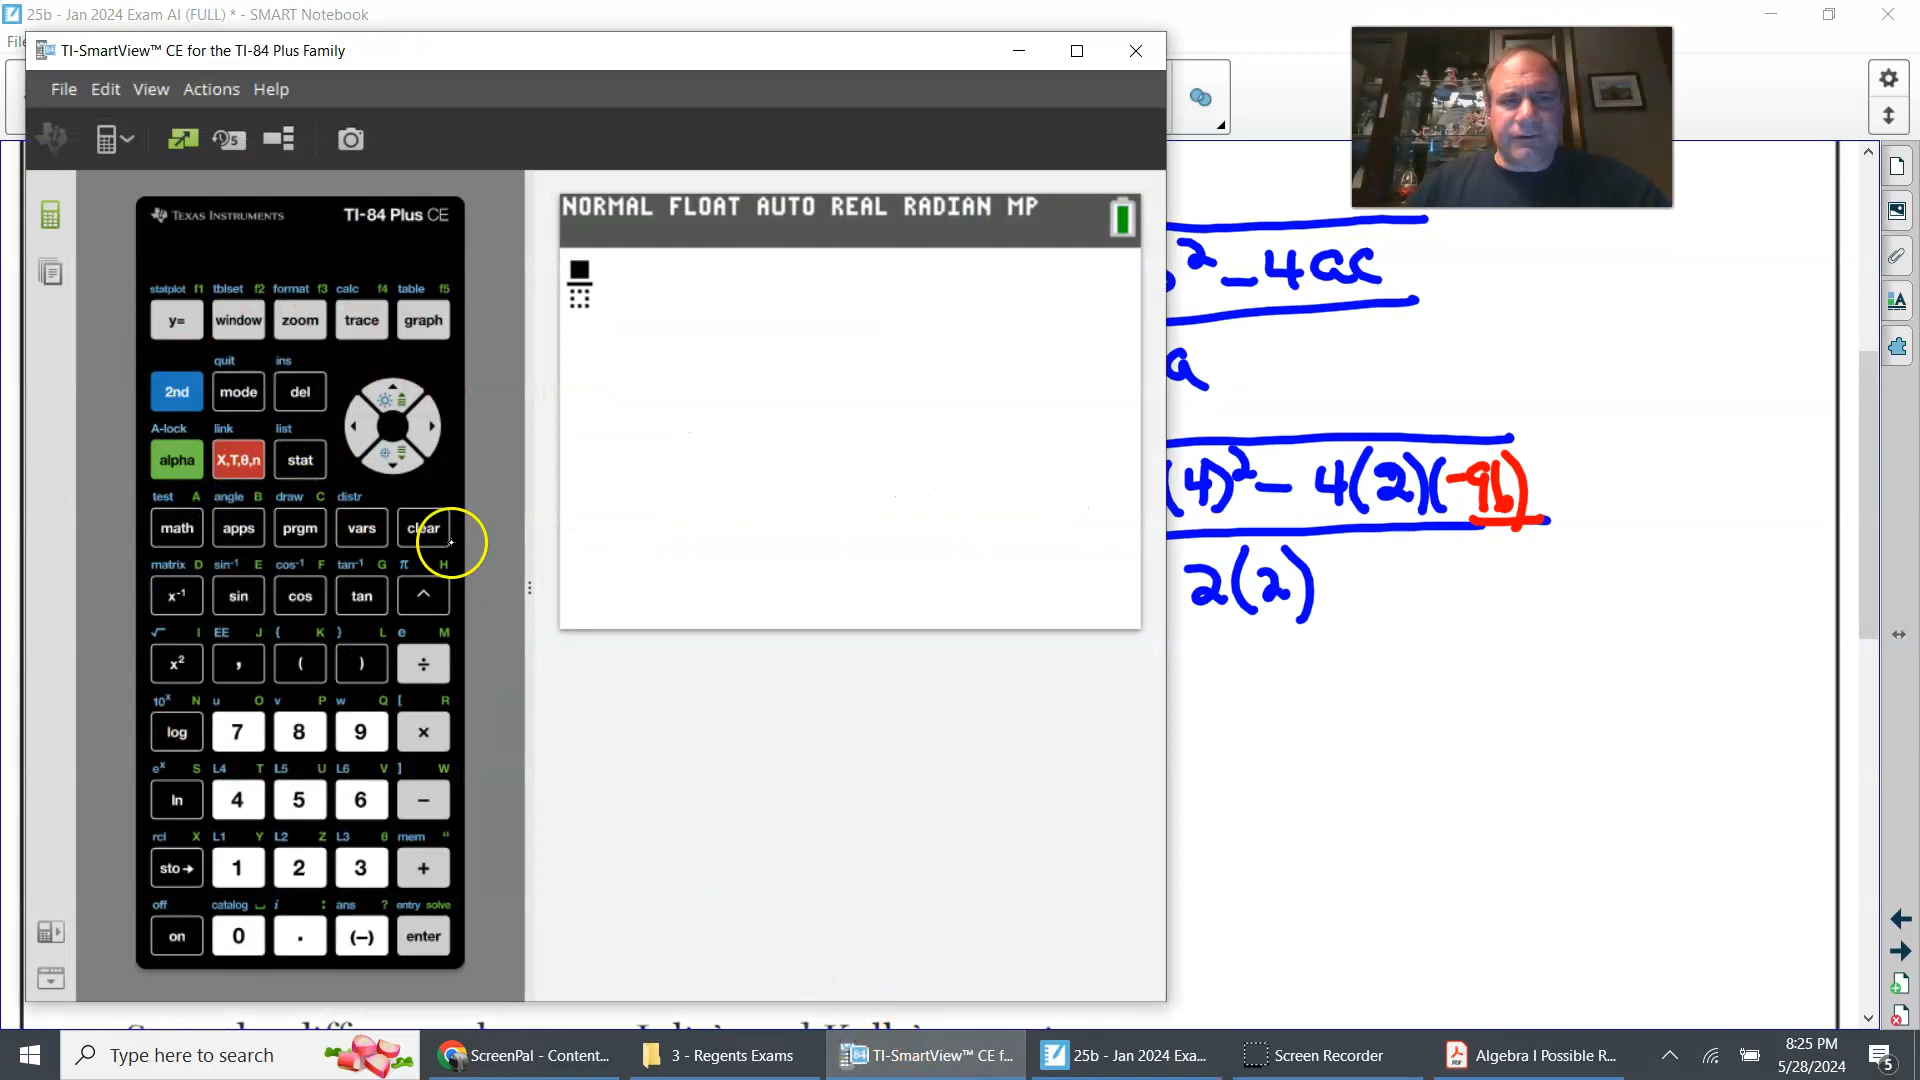 25b - Jan 2024 Exam AI (FULL) * - SMART Notebook
TI-SmartView™ CE for the TI-84 Plus Family
File Edit View Actions Help
TEXAS INSTRUMENTS TI-84 Plus CE
statplot f1 tblset f2 format f3 calc f4 table f5
y= window zoom trace graph
quit ins
2nd mode del
A-lock link list
alpha X,T,θ,n stat
test A angle B draw C distr
math apps prgm vars clear
matrix D sin⁻¹ E cos⁻¹ F tan⁻¹ G π H
x⁻¹ sin cos tan ^
√ I EE J { K } L e M
x² , ( ) ÷
10ˣ N u O v P w Q [ R
log 7 8 9 ×
eˣ S L4 T L5 U L6 V ] W
ln 4 5 6 −
rcl X L1 Y L2 Z L3 θ mem "
sto→ 1 2 3 +
off catalog i : ans ? entry solve
on 0 . (−) enter
NORMAL FLOAT AUTO REAL RADIAN MP
² − 4ac
a
(4)² − 4(2)(-96)
2(2)
Type here to search
ScreenPal - Content...
3 - Regents Exams
TI-SmartView™ CE f...
25b - Jan 2024 Exa...
Screen Recorder
Algebra I Possible R...
8:25 PM
5/28/2024
5